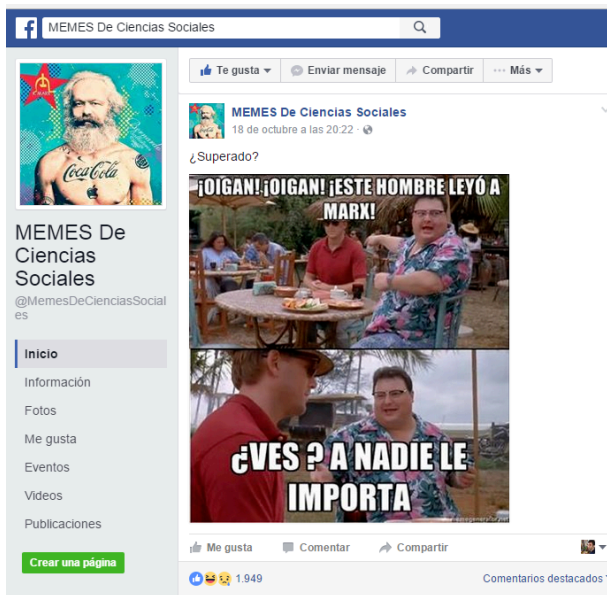 MEMES De Ciencias Sociales
Te gusta
Enviar mensaje
Compartir
Más
MEMES De Ciencias Sociales
18 de octubre a las 20:22
¿Superado?
¡OIGAN! ¡OIGAN! ¡ESTE HOMBRE LEYÓ A
MARX!
¿VES ? A NADIE LE
IMPORTA
Coca Cola
MEMES De
Ciencias
Sociales
@MemesDeCienciasSocial
es
Inicio
Información
Fotos
Me gusta
Eventos
Videos
Publicaciones
Crear una página
Me gusta
Comentar
Compartir
1.949
Comentarios destacados